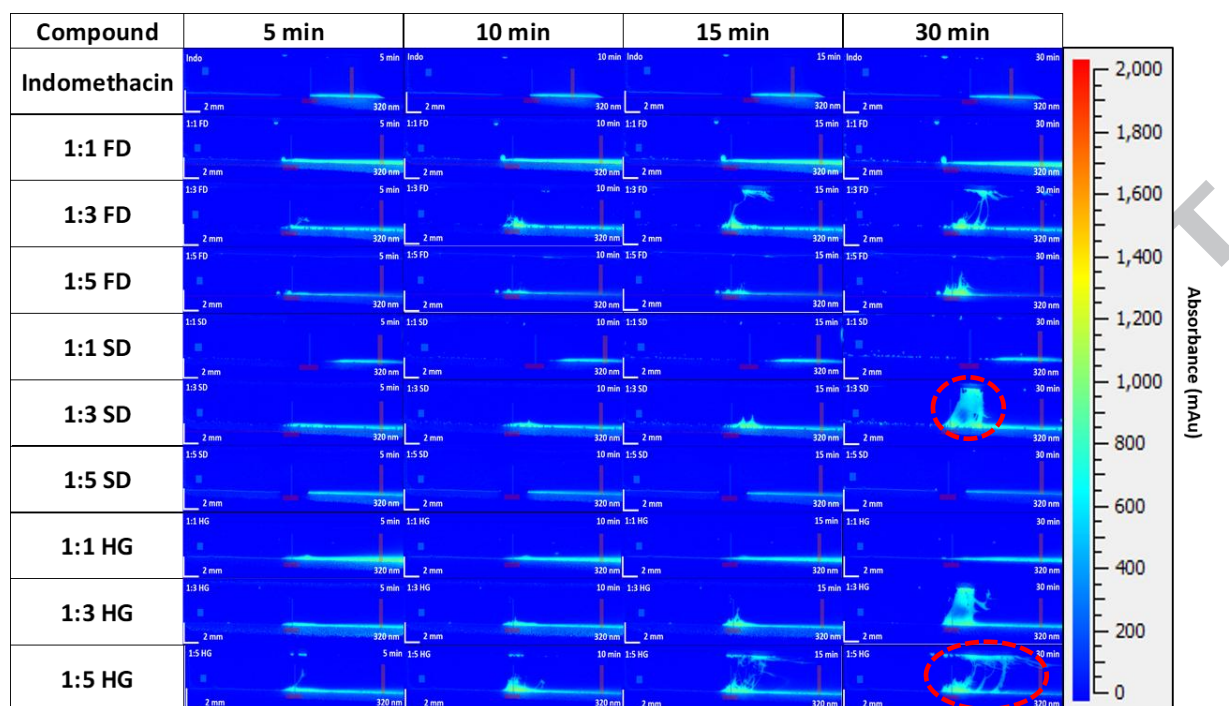 Compound 5 min 10 min 15 min 30 min
Indomethacin
Indo 5 min Indo 10 min Indo 15 min Indo 30 min
2 mm 320 nm 2 mm 320 nm 2 mm 320 nm 2 mm 320 nm
1:1 FD
1:1 FD 5 min 1:1 FD 10 min 1:1 FD 15 min 1:1 FD 30 min
2 mm 320 nm 2 mm 320 nm 2 mm 320 nm 2 mm 320 nm
1:3 FD
1:3 FD 5 min 1:3 FD 10 min 1:3 FD 15 min 1:3 FD 30 min
2 mm 320 nm 2 mm 320 nm 2 mm 320 nm 2 mm 320 nm
1:5 FD
1:5 FD 5 min 1:5 FD 10 min 1:5 FD 15 min 1:5 FD 30 min
2 mm 320 nm 2 mm 320 nm 2 mm 320 nm 2 mm 320 nm
1:1 SD
1:1 SD 5 min 1:1 SD 10 min 1:1 SD 15 min 1:1 SD 30 min
2 mm 320 nm 2 mm 320 nm 2 mm 320 nm 2 mm 320 nm
1:3 SD
1:3 SD 5 min 1:3 SD 10 min 1:3 SD 15 min 1:3 SD 30 min
2 mm 320 nm 2 mm 320 nm 2 mm 320 nm 2 mm 320 nm
1:5 SD
1:5 SD 5 min 1:5 SD 10 min 1:5 SD 15 min 1:5 SD 30 min
2 mm 320 nm 2 mm 320 nm 2 mm 320 nm 2 mm 320 nm
1:1 HG
1:1 HG 5 min 1:1 HG 10 min 1:1 HG 15 min 1:1 HG 30 min
2 mm 320 nm 2 mm 320 nm 2 mm 320 nm 2 mm 320 nm
1:3 HG
1:3 HG 5 min 1:3 HG 10 min 1:3 HG 15 min 1:3 HG 30 min
2 mm 320 nm 2 mm 320 nm 2 mm 320 nm 2 mm 320 nm
1:5 HG
1:5 HG 5 min 1:5 HG 10 min 1:5 HG 15 min 1:5 HG 30 min
2 mm 320 nm 2 mm 320 nm 2 mm 320 nm 2 mm 320 nm
2,000
1,800
1,600
1,400
1,200
1,000
800
600
400
200
0
Absorbance (mAu)
T